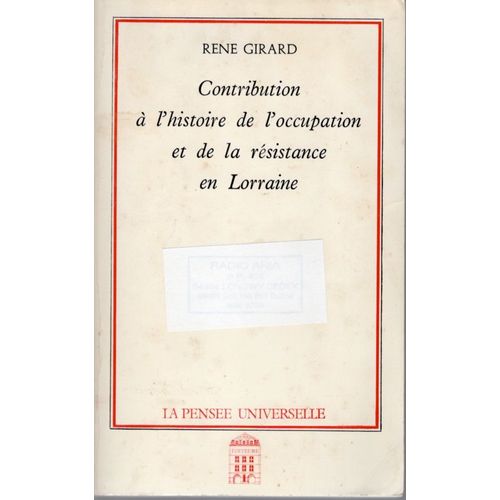 RENE GIRARD
Contribution
à l'histoire de l'occupation
et de la résistance
en Lorraine
RADIO ARIA
LA PENSEE UNIVERSELLE